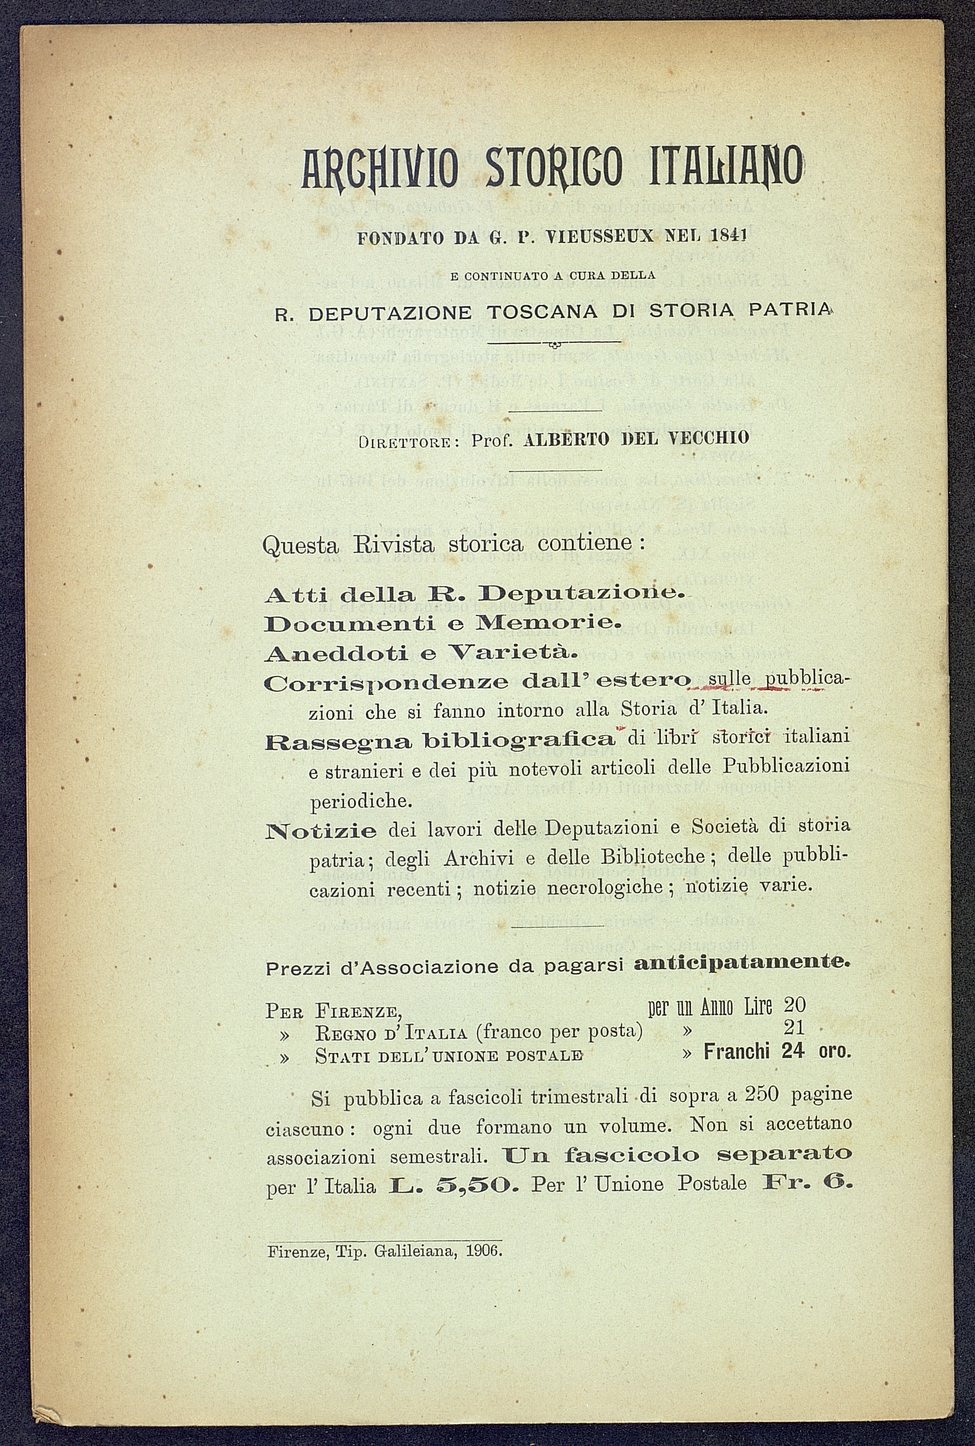 ARCHIVIO STORICO ITALIANO
FONDATO DA G. P. VIEUSSEUX NEL 1841
E CONTINUATO A CURA DELLA
R. DEPUTAZIONE TOSCANA DI STORIA PATRIA
DIRETTORE: Prof. ALBERTO DEL VECCHIO
Questa Rivista storica contiene :
Atti della R. Deputazione.
Documenti e Memorie.
Aneddoti e Varietà.
Corrispondenze dall' estero sulle pubblica-
zioni che si fanno intorno alla Storia d' Italia.
Rassegna bibliografica di libri storici italiani
e stranieri e dei più notevoli articoli delle Pubblicazioni
periodiche.
Notizie dei lavori delle Deputazioni e Società di storia
patria ; degli Archivi e delle Biblioteche ; delle pubbli-
cazioni recenti ; notizie necrologiche ; notizie varie.
Prezzi d'Associazione da pagarsi anticipatamente.
PER FIRENZE, per un Anno Lire 20
» REGNO D' ITALIA (franco per posta) » 21
» STATI DELL' UNIONE POSTALE » Franchi 24 oro.
Si pubblica a fascicoli trimestrali di sopra a 250 pagine
ciascuno : ogni due formano un volume. Non si accettano
associazioni semestrali. Un fascicolo separato
per l' Italia L. 5,50. Per l' Unione Postale Fr. 6.
Firenze, Tip. Galileiana, 1906.